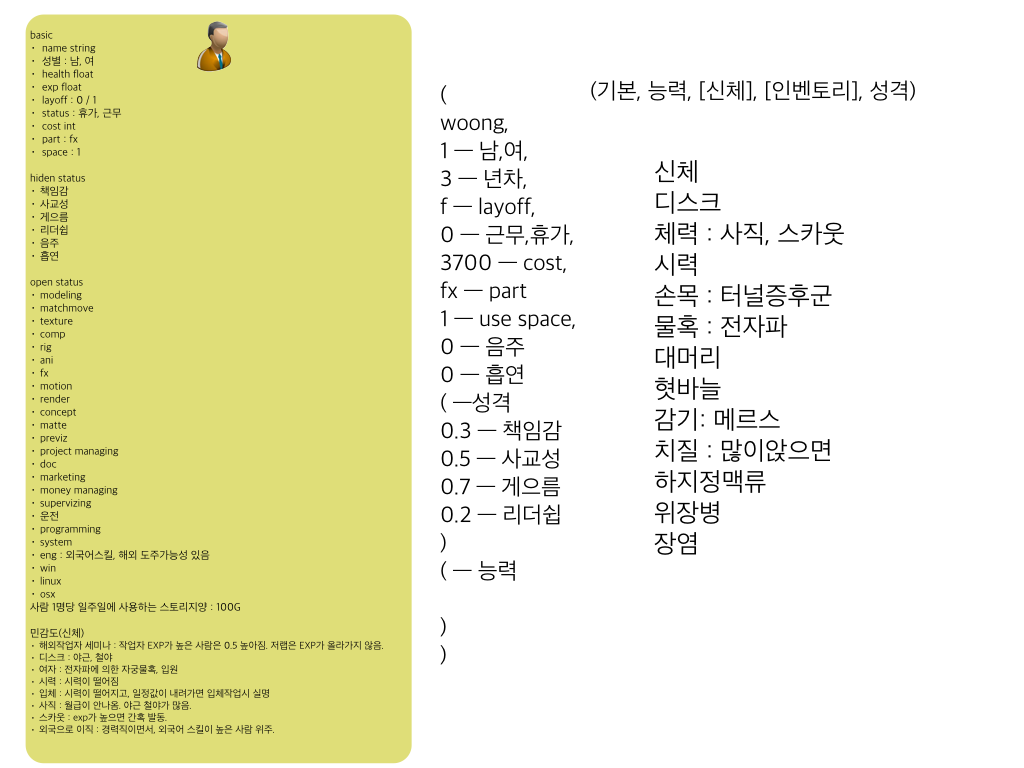 basic
• name string
• 성별 : 남, 여
• health float
• exp float
• layoff : 0 / 1
• status : 휴가, 근무
• cost int
• part : fx
• space : 1
hiden status
• 책임감
• 사교성
• 게으름
• 리더쉽
• 음주
• 흡연
open status
• modeling
• matchmove
• texture
• comp
• rig
• ani
• fx
• motion
• render
• concept
• matte
• previz
• project managing
• doc
• marketing
• money managing
• supervizing
• 운전
• programming
• system
• eng : 외국어스킬, 해외 도주가능성 있음
• win
• linux
• osx
사람 1명당 일주일에 사용하는 스토리지양 : 100G
민감도(신체)
• 해외작업자 세미나 : 작업자 EXP가 높은 사람은 0.5 높아짐. 저랩은 EXP가 올라가지 않음.
• 디스크 : 야근, 철야
• 여자 : 전자파에 의한 자궁물혹, 입원
• 시력 : 시력이 떨어짐
• 입체 : 시력이 떨어지고, 일정값이 내려가면 입체작업시 실명
• 사직 : 월급이 안나옴. 야근 철야가 많음.
• 스카웃 : exp가 높으면 간혹 발동.
• 외국으로 이직 : 경력직이면서, 외국어 스킬이 높은 사람 위주.
(
woong,
1 — 남,여,
3 — 년차,
f — layoff,
0 — 근무,휴가,
3700 — cost,
fx — part
1 — use space,
0 — 음주
0 — 흡연
( —성격
0.3 — 책임감
0.5 — 사교성
0.7 — 게으름
0.2 — 리더쉽
)
( — 능력
)
)
(기본, 능력, [신체], [인벤토리], 성격)
신체
디스크
체력 : 사직, 스카웃
시력
손목 : 터널증후군
물혹 : 전자파
대머리
혓바늘
감기: 메르스
치질 : 많이앉으면
하지정맥류
위장병
장염